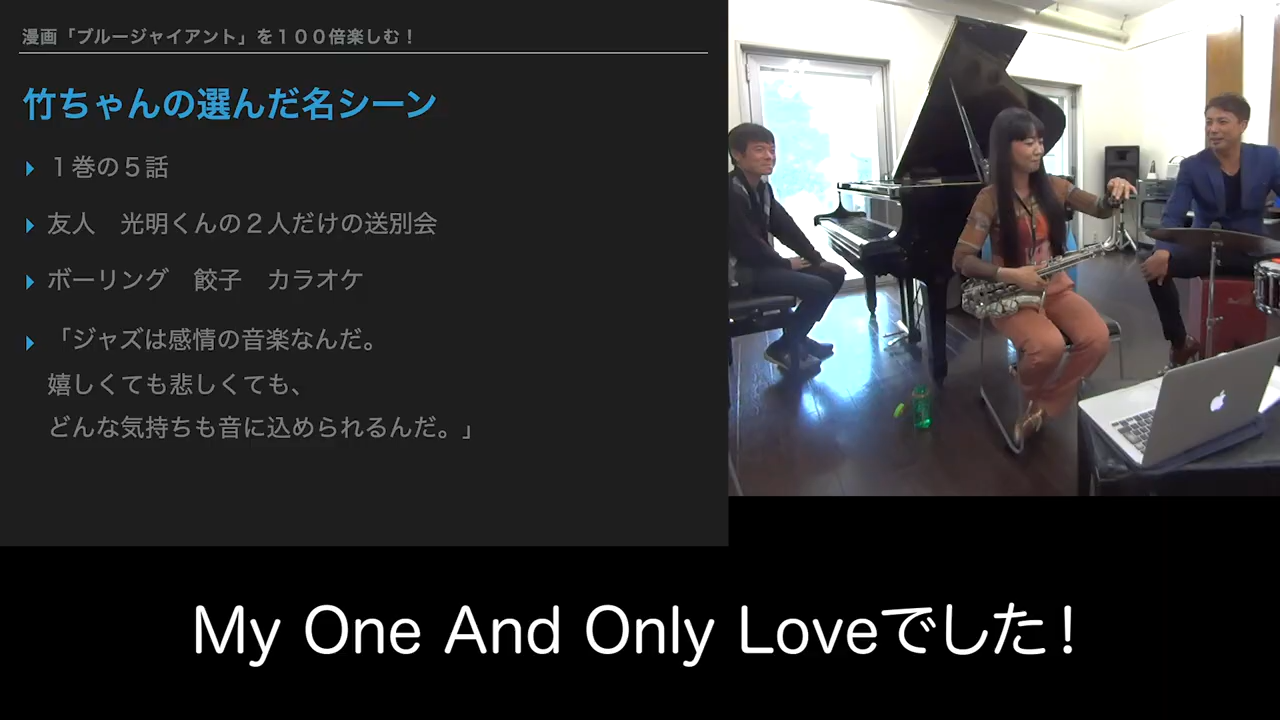 漫画「ブルージャイアント」を１００倍楽しむ！
竹ちゃんの選んだ名シーン
１巻の５話
友人　光明くんの２人だけの送別会
ボーリング　餃子　カラオケ
「ジャズは感情の音楽なんだ。
嬉しくても悲しくても、
どんな気持ちも音に込められるんだ。」
My One And Only Loveでした！